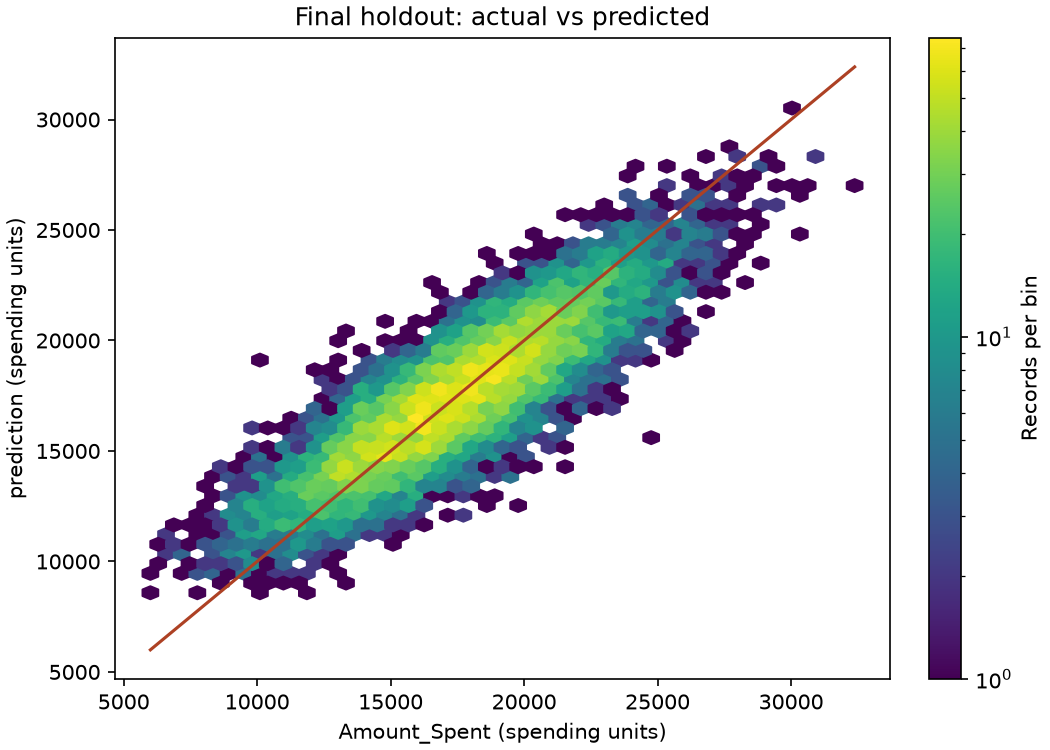 Final holdout: actual vs predicted
30000
25000
20000
15000
10000
5000
prediction (spending units)
5000 10000 15000 20000 25000 30000
Amount_Spent (spending units)
10¹
10⁰
Records per bin